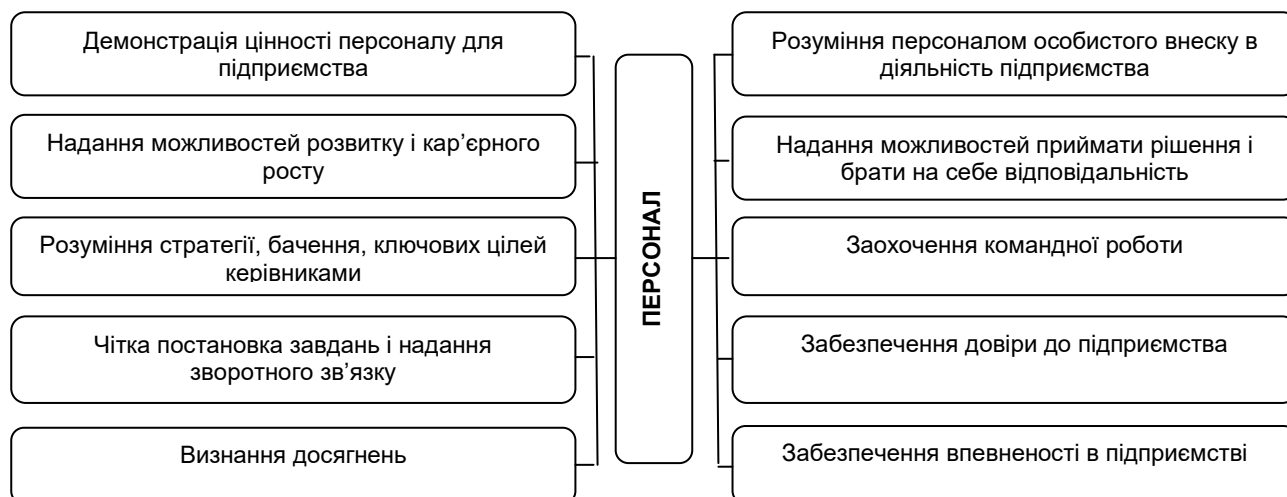 Демонстрація цінності персоналу для
підприємства
Надання можливостей розвитку і кар’єрного
росту
Розуміння стратегії, бачення, ключових цілей
керівниками
Чітка постановка завдань і надання
зворотного зв’язку
Визнання досягнень
ПЕРСОНАЛ
Розуміння персоналом особистого внеску в
діяльність підприємства
Надання можливостей приймати рішення і
брати на себе відповідальність
Заохочення командної роботи
Забезпечення довіри до підприємства
Забезпечення впевненості в підприємстві